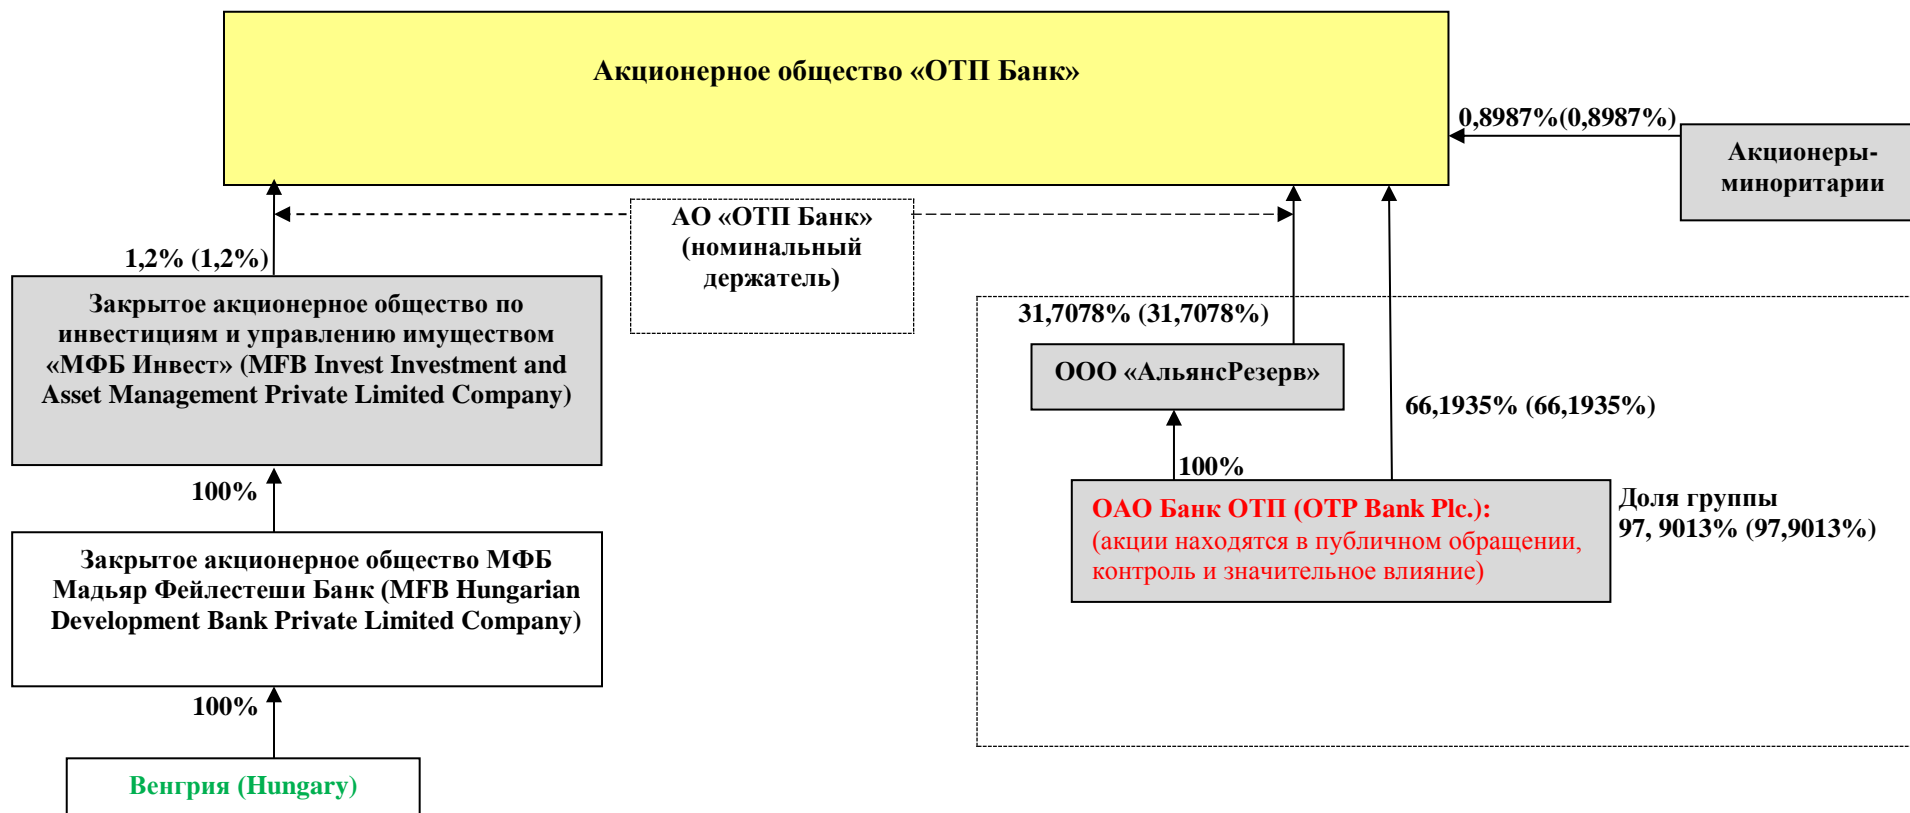 Акционерное общество «ОТП Банк»
0,8987%(0,8987%)
Акционеры-
миноритарии
АО «ОТП Банк»
(номинальный
держатель)
1,2% (1,2%)
Закрытое акционерное общество по
инвестициям и управлению имуществом
«МФБ Инвест» (MFB Invest Investment and
Asset Management Private Limited Company)
31,7078% (31,7078%)
ООО «АльянсРезерв»
66,1935% (66,1935%)
100%
100%
ОАО Банк ОТП (OTP Bank Plc.):
(акции находятся в публичном обращении,
контроль и значительное влияние)
Доля группы
97, 9013% (97,9013%)
Закрытое акционерное общество МФБ
Мадьяр Фейлестеши Банк (MFB Hungarian
Development Bank Private Limited Company)
100%
Венгрия (Hungary)